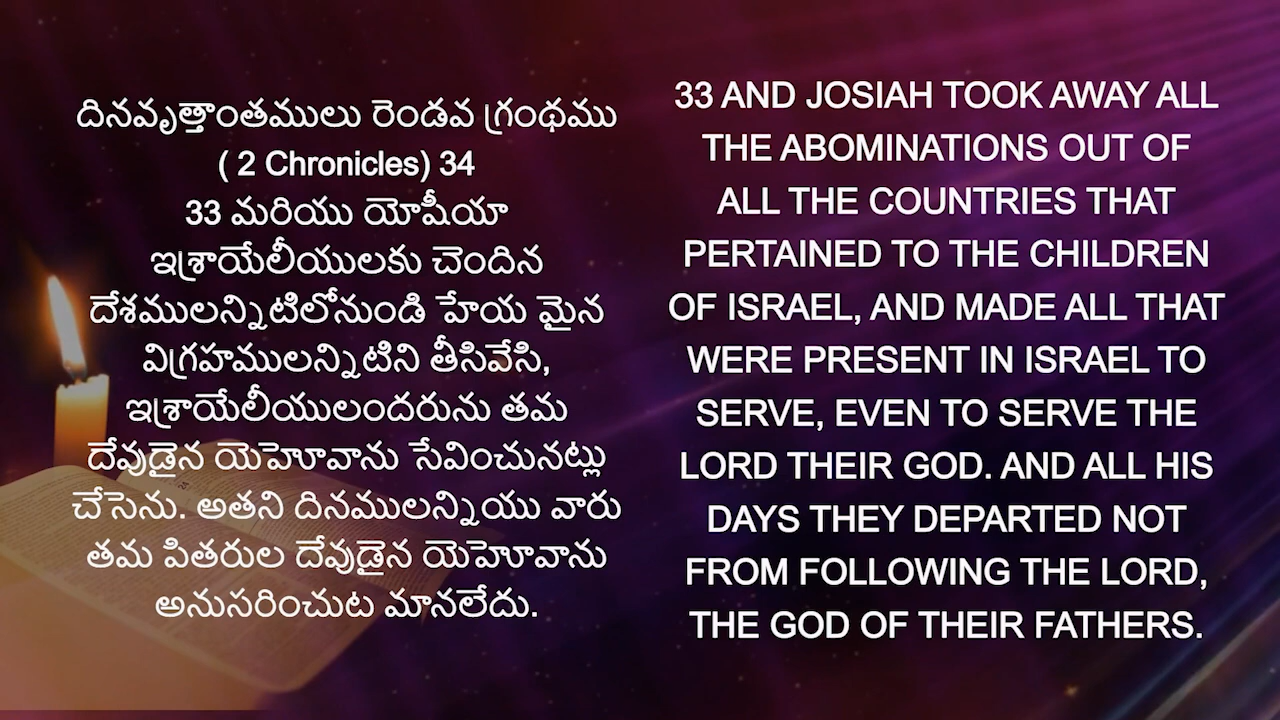 దినవృత్తాంతములు రెండవ గ్రంథము
( 2 Chronicles) 34
33 మరియు యోషీయా
ఇశ్రాయేలీయులకు చెందిన
దేశములన్నిటిలోనుండి హేయ మైన
విగ్రహములన్నిటిని తీసివేసి,
ఇశ్రాయేలీయులందరును తమ
దేవుడైన యెహెూవాను సేవించునట్లు
చేసెను. అతని దినములన్నియు వారు
తమ పితరుల దేవుడైన యెహెూవాను
అనుసరించుట మానలేదు.
33 AND JOSIAH TOOK AWAY ALL
THE ABOMINATIONS OUT OF
ALL THE COUNTRIES THAT
PERTAINED TO THE CHILDREN
OF ISRAEL, AND MADE ALL THAT
WERE PRESENT IN ISRAEL TO
SERVE, EVEN TO SERVE THE
LORD THEIR GOD. AND ALL HIS
DAYS THEY DEPARTED NOT
FROM FOLLOWING THE LORD,
THE GOD OF THEIR FATHERS.